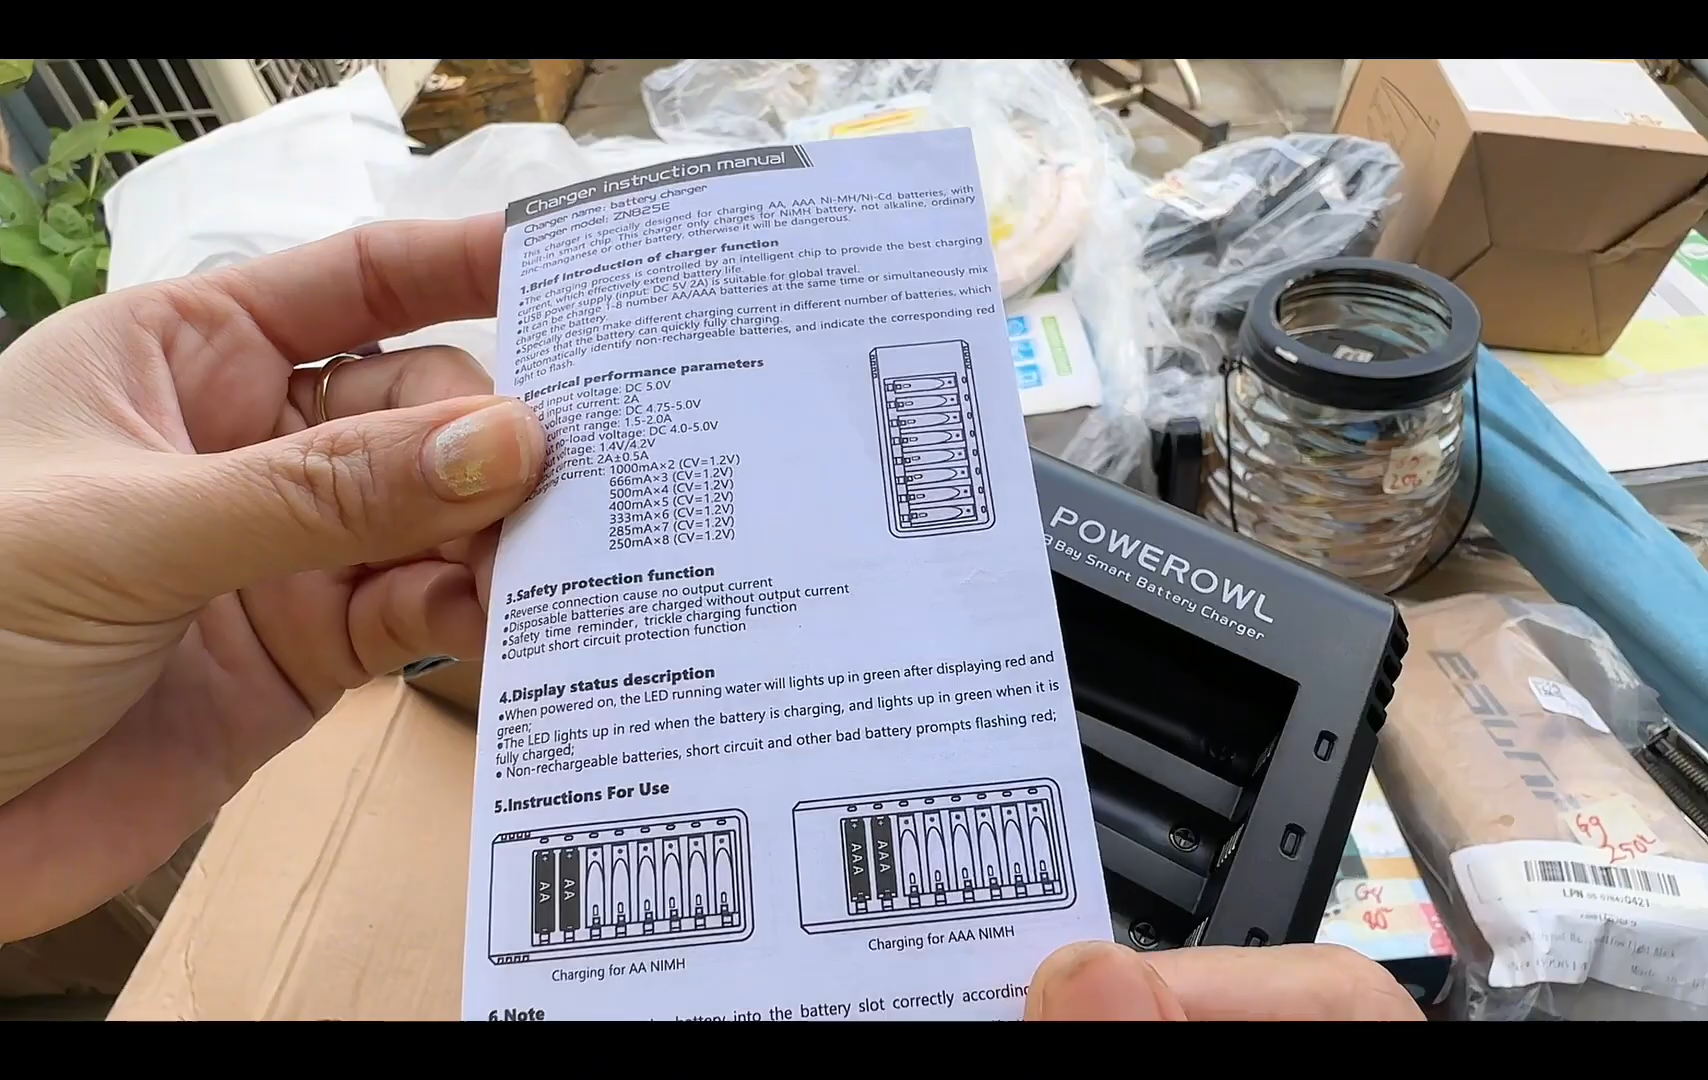 Charger instruction manual
Charger name: battery charger
Charger model: ZN825E
This charger is specially designed for charging AA, AAA Ni-MH/Ni-Cd batteries, with
built-in smart chip. This charger only charges for NiMH battery, not alkaline, ordinary
zinc-manganese or other battery, otherwise it will be dangerous.
1.Brief Introduction of charger function
•The charging process is controlled by an intelligent chip to provide the best charging
current, which effectively extend battery life.
•USB power supply (input: DC 5V 2A) is suitable for global travel.
•It can be charge 1-8 number AA/AAA batteries at the same time or simultaneously mix
charge the battery.
•Specially design make different charging current in different number of batteries, which
ensures that the battery can quickly fully charging.
•Automatically identify non-rechargeable batteries, and indicate the corresponding red
light to flash.
Electrical performance parameters
input voltage: DC 5.0V
input current: 2A
voltage range: DC 4.75-5.0V
current range: 1.5-2.0A
no-load voltage: DC 4.0-5.0V
voltage: 1.4V/4.2V
current: 2A±0.5A
current: 1000mA×2 (CV=1.2V)
666mA×3 (CV=1.2V)
500mA×4 (CV=1.2V)
400mA×5 (CV=1.2V)
333mA×6 (CV=1.2V)
285mA×7 (CV=1.2V)
250mA×8 (CV=1.2V)
3.Safety protection function
•Reverse connection cause no output current
•Disposable batteries are charged without output current
•Safety time reminder, trickle charging function
•Output short circuit protection function
4.Display status description
•When powered on, the LED running water will lights up in green after displaying red and
green;
•The LED lights up in red when the battery is charging, and lights up in green when it is
fully charged;
• Non-rechargeable batteries, short circuit and other bad battery prompts flashing red;
5.Instructions For Use
AA
AA
AAA
AAA
Charging for AA NIMH
Charging for AAA NIMH
6.Note
battery into the battery slot correctly
POWEROWL
8 Bay Smart Battery Charger
LPN
G9
250